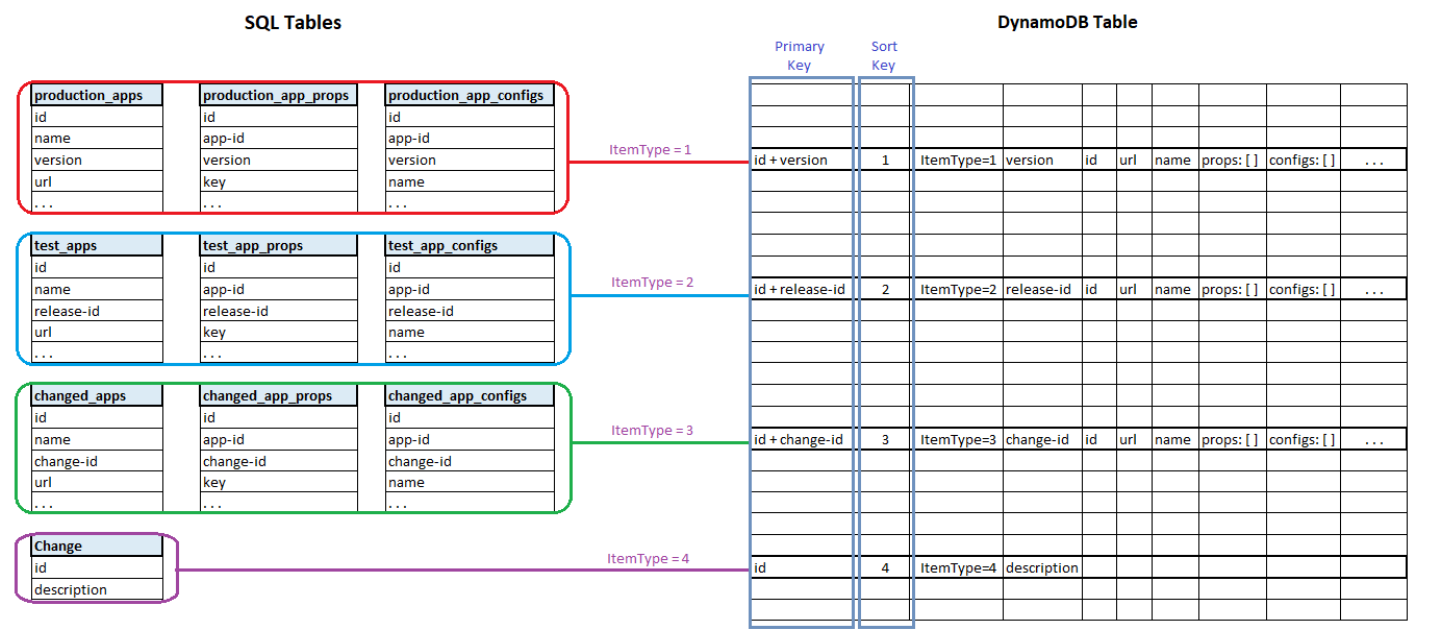 SQL Tables
DynamoDB Table
Primary
Key
Sort
Key
production_apps
id
name
version
url
. . .
production_app_props
id
app-id
version
key
. . .
production_app_configs
id
app-id
version
name
. . .
ItemType = 1
id + version 1 ItemType=1 version id url name props: [ ] configs: [ ] . . .
test_apps
id
name
release-id
url
. . .
test_app_props
id
app-id
release-id
key
. . .
test_app_configs
id
app-id
release-id
name
. . .
ItemType = 2
id + release-id 2 ItemType=2 release-id id url name props: [ ] configs: [ ] . . .
changed_apps
id
name
change-id
url
. . .
changed_app_props
id
app-id
change-id
key
. . .
changed_app_configs
id
app-id
change-id
name
. . .
ItemType = 3
id + change-id 3 ItemType=3 change-id id url name props: [ ] configs: [ ] . . .
Change
id
description
ItemType = 4
id 4 ItemType=4 description